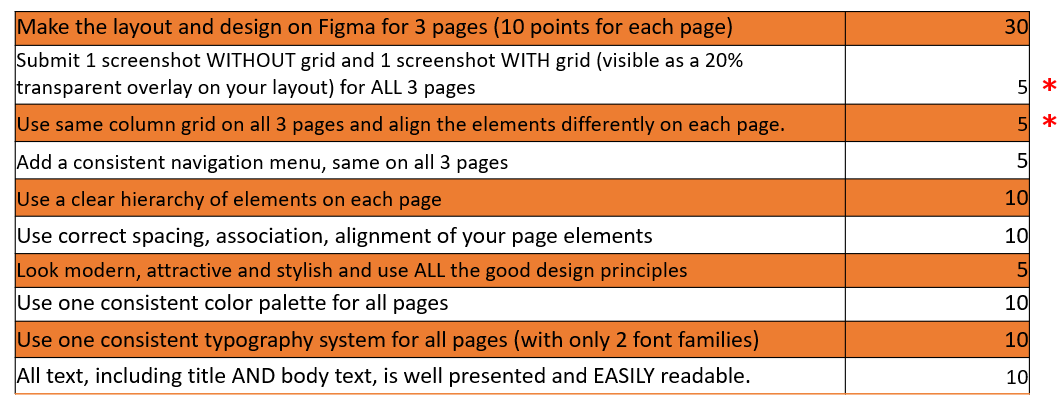 Make the layout and design on Figma for 3 pages (10 points for each page) 30
Submit 1 screenshot WITHOUT grid and 1 screenshot WITH grid (visible as a 20%
transparent overlay on your layout) for ALL 3 pages 5 *
Use same column grid on all 3 pages and align the elements differently on each page. 5 *
Add a consistent navigation menu, same on all 3 pages 5
Use a clear hierarchy of elements on each page 10
Use correct spacing, association, alignment of your page elements 10
Look modern, attractive and stylish and use ALL the good design principles 5
Use one consistent color palette for all pages 10
Use one consistent typography system for all pages (with only 2 font families) 10
All text, including title AND body text, is well presented and EASILY readable. 10